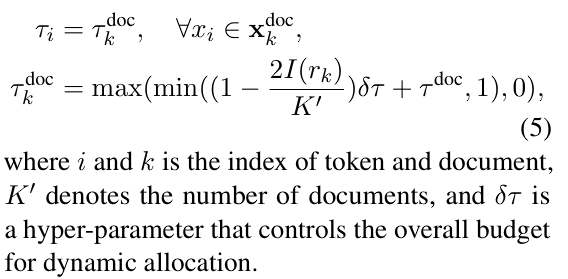 τ_i = τ_k^doc, ∀x_i ∈ x_k^doc,
τ_k^doc = max(min((1 − 2I(r_k)/K′)δτ + τ^doc, 1), 0),
(5)
where i and k is the index of token and document,
K′ denotes the number of documents, and δτ is
a hyper-parameter that controls the overall budget
for dynamic allocation.